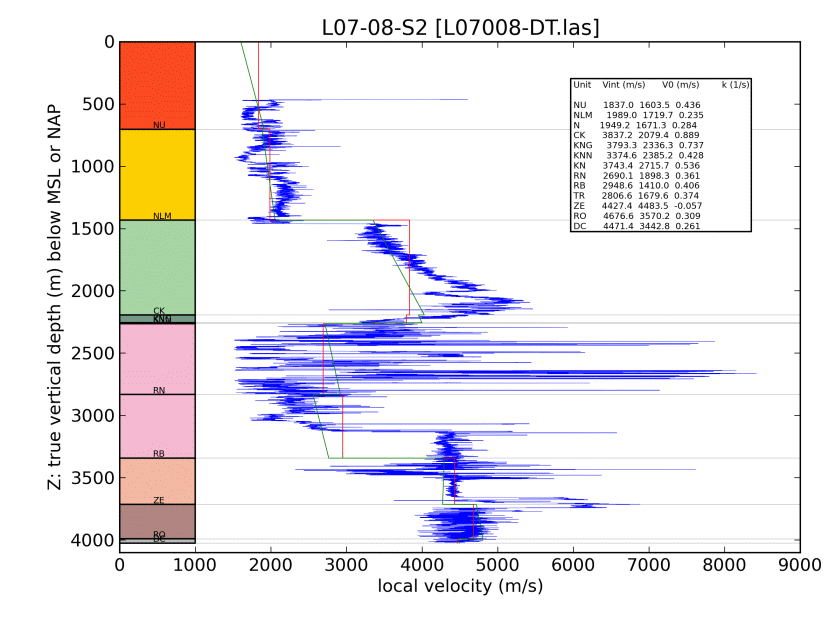 L07-08-S2 [L07008-DT.las]
Z: true vertical depth (m) below MSL or NAP
0
500
1000
1500
2000
2500
3000
3500
4000
NU
NLM
CK
RN
RB
ZE
RO
DC
Unit Vint (m/s) V0 (m/s) k (1/s)
NU 1837.0 1603.5 0.436
NLM 1989.0 1719.7 0.235
N 1949.2 1671.3 0.284
CK 3837.2 2079.4 0.889
KNG 3793.3 2336.3 0.737
KNN 3374.6 2385.2 0.428
KN 3743.4 2715.7 0.536
RN 2690.1 1898.3 0.361
RB 2948.6 1410.0 0.406
TR 2806.6 1679.6 0.374
ZE 4427.4 4483.5 -0.057
RO 4676.6 3570.2 0.309
DC 4471.4 3442.8 0.261
0 1000 2000 3000 4000 5000 6000 7000 8000 9000
local velocity (m/s)